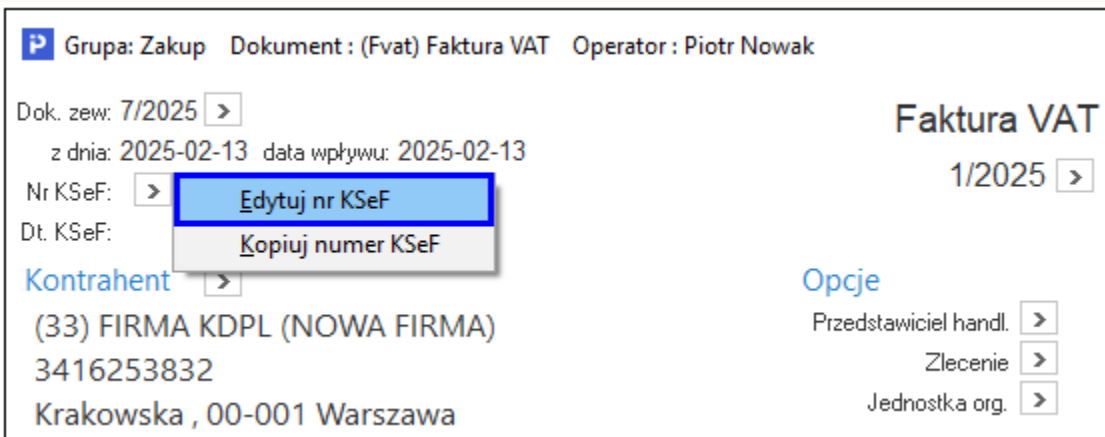 Grupa: Zakup Dokument : (Fvat) Faktura VAT Operator : Piotr Nowak
Dok. zew: 7/2025 >
Faktura VAT
z dnia: 2025-02-13 data wpływu: 2025-02-13
1/2025 >
Nr KSeF: >
Edytuj nr KSeF
Dt. KSeF:
Kopiuj numer KSeF
Kontrahent >
(33) FIRMA KDPL (NOWA FIRMA)
3416253832
Krakowska , 00-001 Warszawa
Opcje
Przedstawiciel handl. >
Zlecenie >
Jednostka org. >